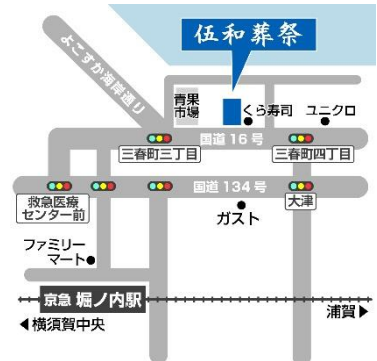 伍和葬祭
よこすか海岸通り
青果
市場
くら寿司
ユニクロ
国道16号
三春町三丁目
三春町四丁目
国道134号
救急医療
センター前
ガスト
大津
ファミリー
マート
京急 堀ノ内駅
◀横須賀中央
浦賀▶